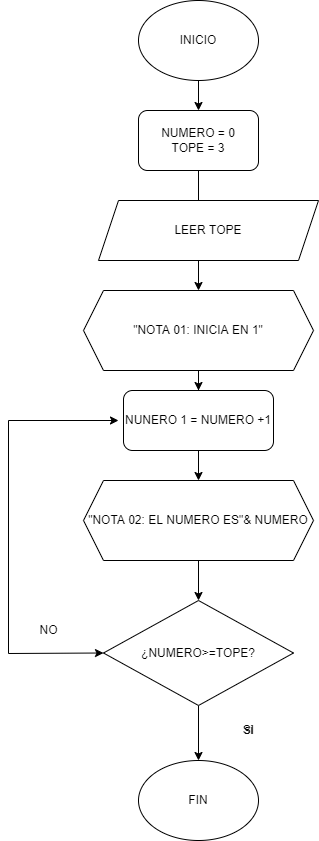 INICIO
NUMERO = 0
TOPE = 3
LEER TOPE
"NOTA 01: INICIA EN 1"
NUNERO 1 = NUMERO +1
"NOTA 02: EL NUMERO ES"& NUMERO
NO
¿NUMERO>=TOPE?
SI
FIN